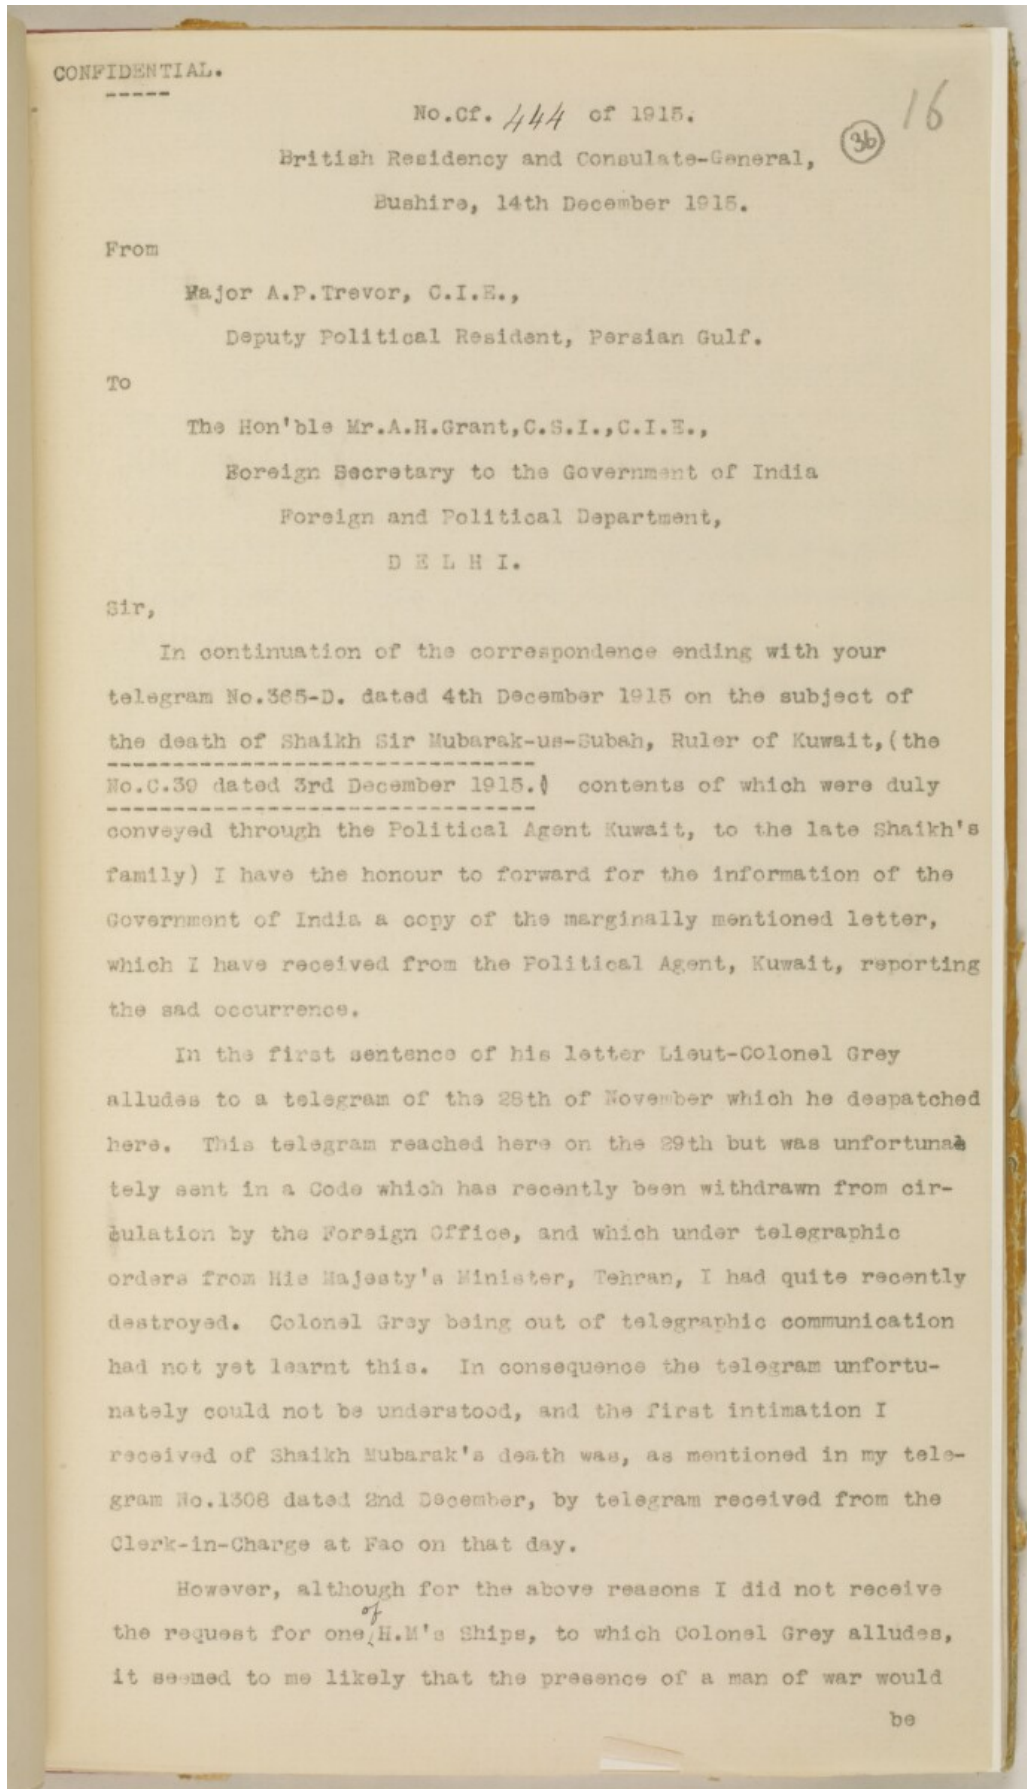 CONFIDENTIAL.
No.Cf. 444 of 1915.
16
36
British Residency and Consulate-General,
Bushire, 14th December 1915.
From
Major A.P.Trevor, C.I.E.,
Deputy Political Resident, Persian Gulf.
To
The Hon'ble Mr.A.H.Grant,C.S.I.,C.I.E.,
Foreign Secretary to the Government of India
Foreign and Political Department,
D E L H I.
Sir,
In continuation of the correspondence ending with your
telegram No.365-D. dated 4th December 1915 on the subject of
the death of Shaikh Sir Mubarak-us-Subah, Ruler of Kuwait,(the
No.C.39 dated 3rd December 1915. contents of which were duly
conveyed through the Political Agent Kuwait, to the late Shaikh's
family) I have the honour to forward for the information of the
Government of India a copy of the marginally mentioned letter,
which I have received from the Political Agent, Kuwait, reporting
the sad occurrence.
In the first sentence of his letter Lieut-Colonel Grey
alludes to a telegram of the 28th of November which he despatched
here. This telegram reached here on the 29th but was unfortuna
tely sent in a Code which has recently been withdrawn from cir-
culation by the Foreign Office, and which under telegraphic
orders from His Majesty's Minister, Tehran, I had quite recently
destroyed. Colonel Grey being out of telegraphic communication
had not yet learnt this. In consequence the telegram unfortu-
nately could not be understood, and the first intimation I
received of Shaikh Mubarak's death was, as mentioned in my tele-
gram No.1308 dated 2nd December, by telegram received from the
Clerk-in-Charge at Fao on that day.
However, although for the above reasons I did not receive
the request for one of H.M's Ships, to which Colonel Grey alludes,
it seemed to me likely that the presence of a man of war would
be